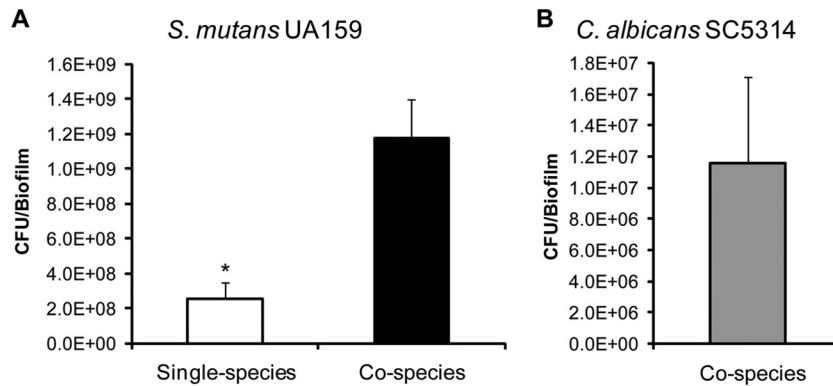 A
S. mutans UA159
CFU/Biofilm
1.6E+09
1.4E+09
1.2E+09
1.0E+09
8.0E+08
6.0E+08
4.0E+08
2.0E+08
0.0E+00
*
Single-species
Co-species
B
C. albicans SC5314
CFU/Biofilm
1.8E+07
1.6E+07
1.4E+07
1.2E+07
1.0E+07
8.0E+06
6.0E+06
4.0E+06
2.0E+06
0.0E+00
Co-species